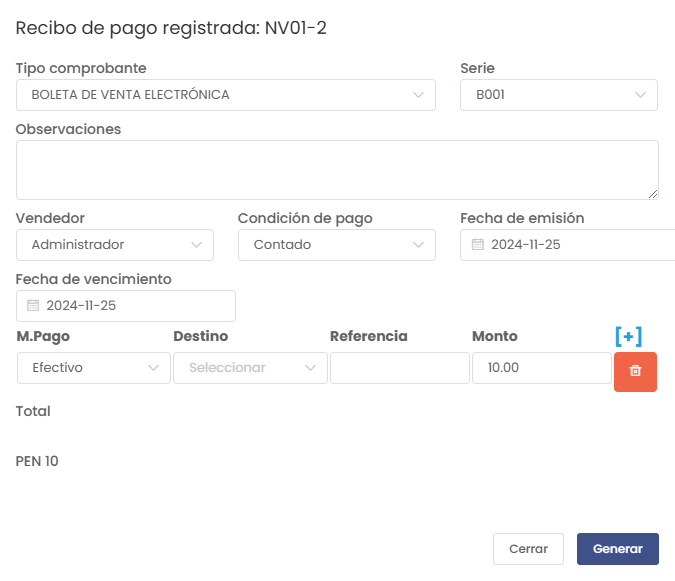 Recibo de pago registrada: NV01-2
Tipo comprobante Serie
BOLETA DE VENTA ELECTRÓNICA B001
Observaciones
Vendedor Condición de pago Fecha de emisión
Administrador Contado 2024-11-25
Fecha de vencimiento
2024-11-25
M.Pago Destino Referencia Monto [+]
Efectivo Seleccionar 10.00
Total
PEN 10
Cerrar Generar